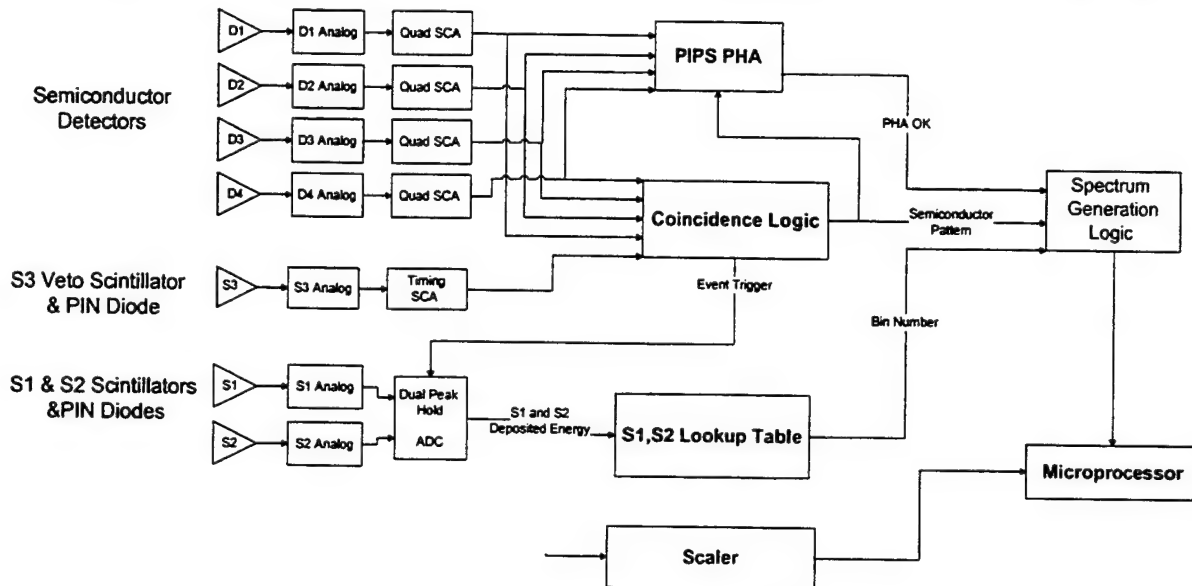 D1
D1 Analog
Quad SCA
PIPS PHA
D2
D2 Analog
Quad SCA
Semiconductor
Detectors
PHA OK
D3
D3 Analog
Quad SCA
D4
D4 Analog
Quad SCA
Coincidence Logic
Semiconductor
Pattern
Spectrum
Generation
Logic
S3 Veto Scintillator
& PIN Diode
S3
S3 Analog
Timing
SCA
Event Trigger
Bin Number
S1 & S2 Scintillators
&PIN Diodes
S1
S1 Analog
Dual Peak
Hold
ADC
S2
S2 Analog
S1 and S2
Deposited Energy
S1,S2 Lookup Table
Microprocessor
Scaler